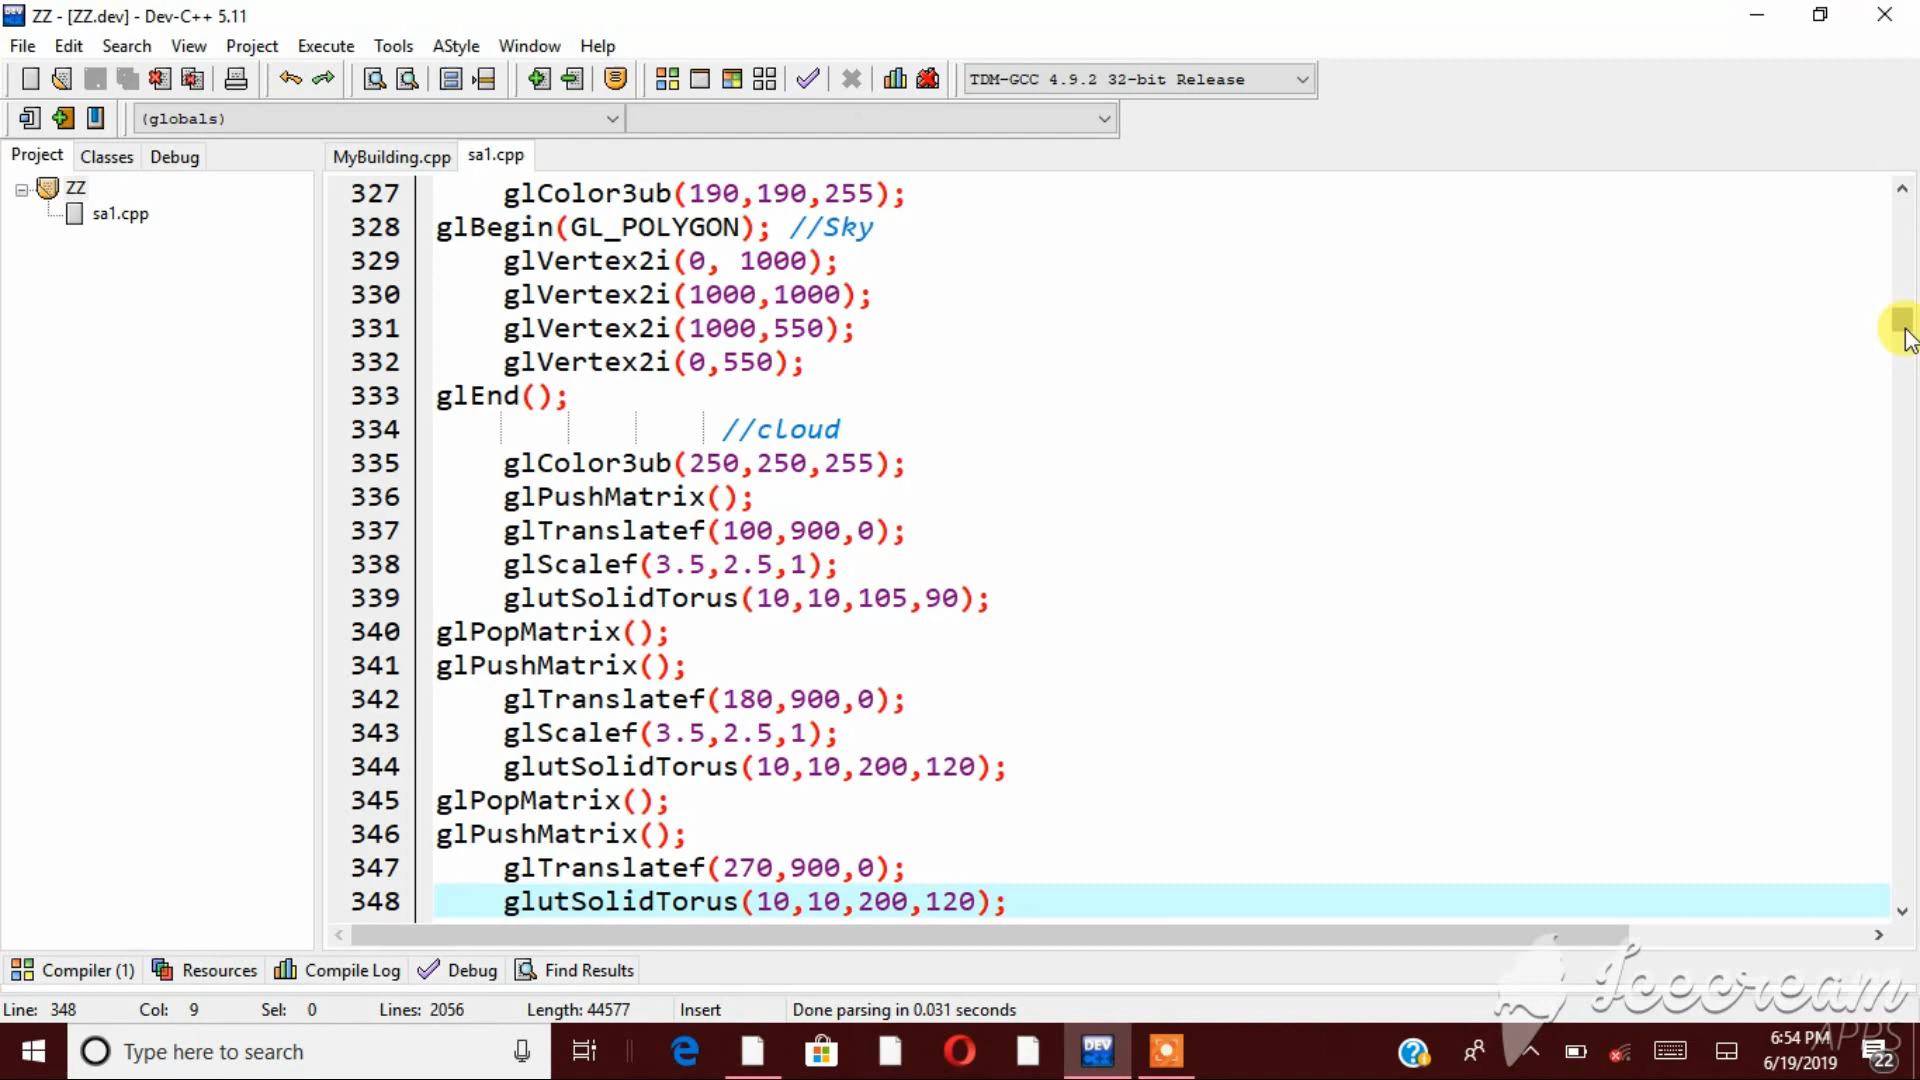 ZZ - [ZZ.dev] - Dev-C++ 5.11
File Edit Search View Project Execute Tools AStyle Window Help
TDM-GCC 4.9.2 32-bit Release
(globals)
Project Classes Debug
MyBuilding.cpp sa1.cpp
ZZ
sa1.cpp
327 glColor3ub(190,190,255);
328 glBegin(GL_POLYGON); //Sky
329 glVertex2i(0, 1000);
330 glVertex2i(1000,1000);
331 glVertex2i(1000,550);
332 glVertex2i(0,550);
333 glEnd();
334 //cloud
335 glColor3ub(250,250,255);
336 glPushMatrix();
337 glTranslatef(100,900,0);
338 glScalef(3.5,2.5,1);
339 glutSolidTorus(10,10,105,90);
340 glPopMatrix();
341 glPushMatrix();
342 glTranslatef(180,900,0);
343 glScalef(3.5,2.5,1);
344 glutSolidTorus(10,10,200,120);
345 glPopMatrix();
346 glPushMatrix();
347 glTranslatef(270,900,0);
348 glutSolidTorus(10,10,200,120);
Compiler (1) Resources Compile Log Debug Find Results
Line: 348 Col: 9 Sel: 0 Lines: 2056 Length: 44577 Insert Done parsing in 0.031 seconds
Icecream
APPS
Type here to search
DEV
6:54 PM
6/19/2019
22